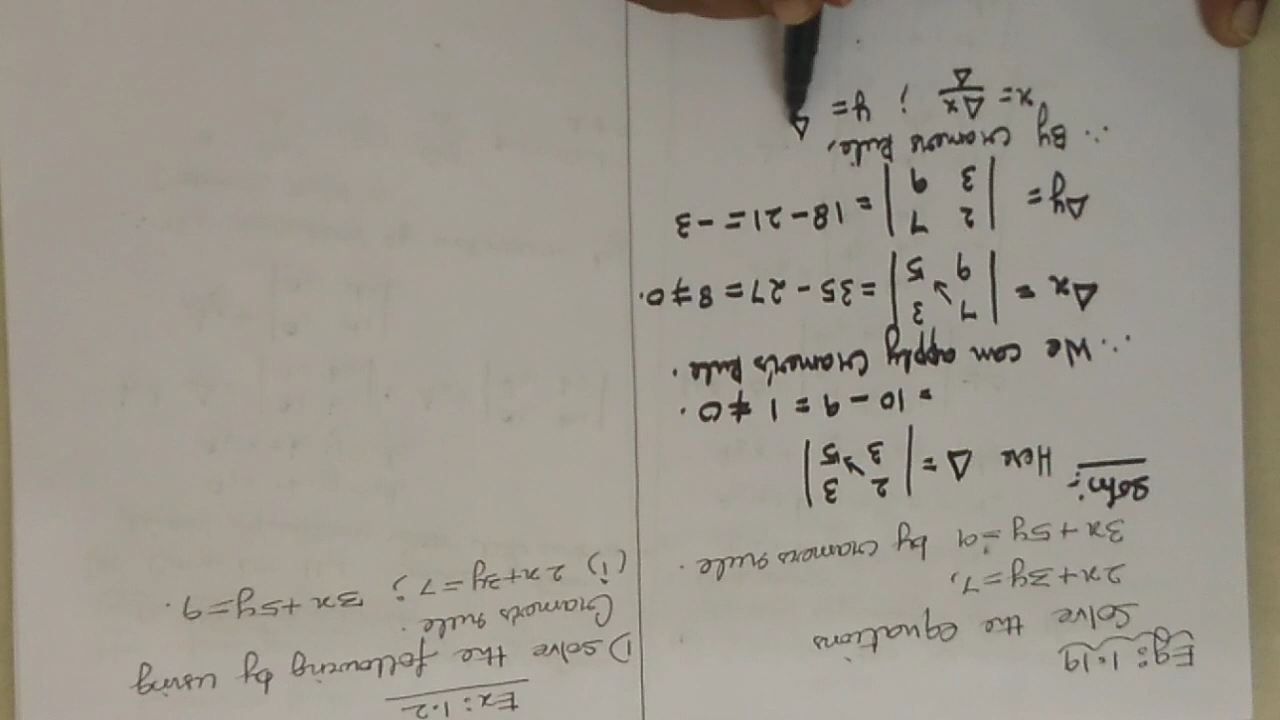 Eg: 1.19
Solve the equations
2x+3y=7,
3x+5y=9 by cramers rule.
Soln:- Here Δ = | 2 3 |
| 3 5 |
= 10 - 9 = 1 ≠ 0.
∴ We can apply Cramer's Rule.
Δx = | 7 3 |
| 9 5 | = 35 - 27 = 8 ≠ 0.
Δy = | 2 7 |
| 3 9 | = 18 - 21 = -3
∴ By cramers Rule,
x = Δx/Δ ; y = Δ
Ex: 1.2
1) solve the following by using
Cramer's rule.
(i) 2x+3y=7; 3x+5y=9.